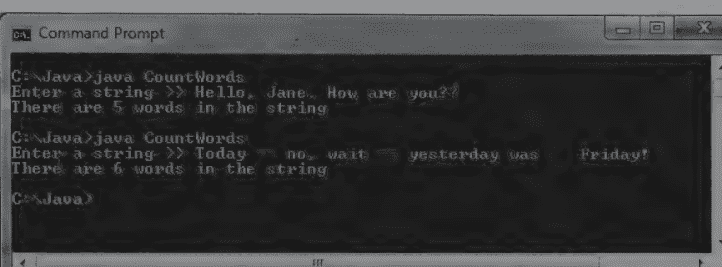 Command Prompt
C:\Java>java CountWords
Enter a string >> Hello, Jane. How are you??
There are 5 words in the string
C:\Java>java CountWords
Enter a string >> Today -- no, wait -- yesterday was    Friday!
There are 6 words in the string
C:\Java>